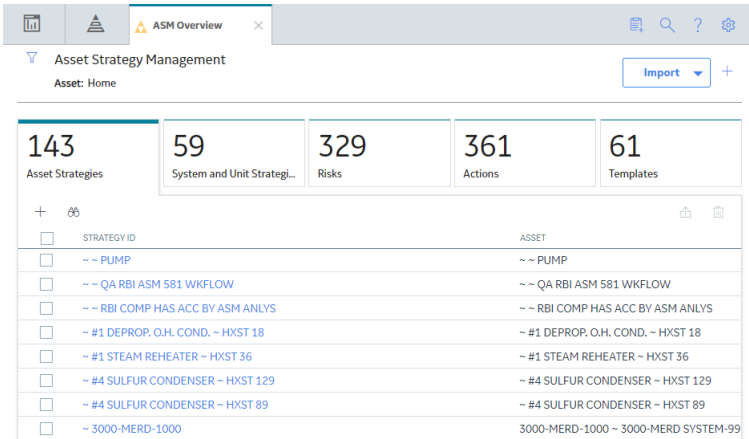 ASM Overview
?
Asset Strategy Management
Asset: Home
Import
143
Asset Strategies
59
System and Unit Strategi...
329
Risks
361
Actions
61
Templates
STRATEGY ID ASSET
~ ~ PUMP ~ ~ PUMP
~ ~ QA RBI ASM 581 WKFLOW ~ ~ QA RBI ASM 581 WKFLOW
~ ~ RBI COMP HAS ACC BY ASM ANLYS ~ ~ RBI COMP HAS ACC BY ASM ANLYS
~ #1 DEPROP. O.H. COND. ~ HXST 18 ~ #1 DEPROP. O.H. COND. ~ HXST 18
~ #1 STEAM REHEATER ~ HXST 36 ~ #1 STEAM REHEATER ~ HXST 36
~ #4 SULFUR CONDENSER ~ HXST 129 ~ #4 SULFUR CONDENSER ~ HXST 129
~ #4 SULFUR CONDENSER ~ HXST 89 ~ #4 SULFUR CONDENSER ~ HXST 89
~ 3000-MERD-1000 3000-MERD-1000 ~ 3000-MERD SYSTEM-99